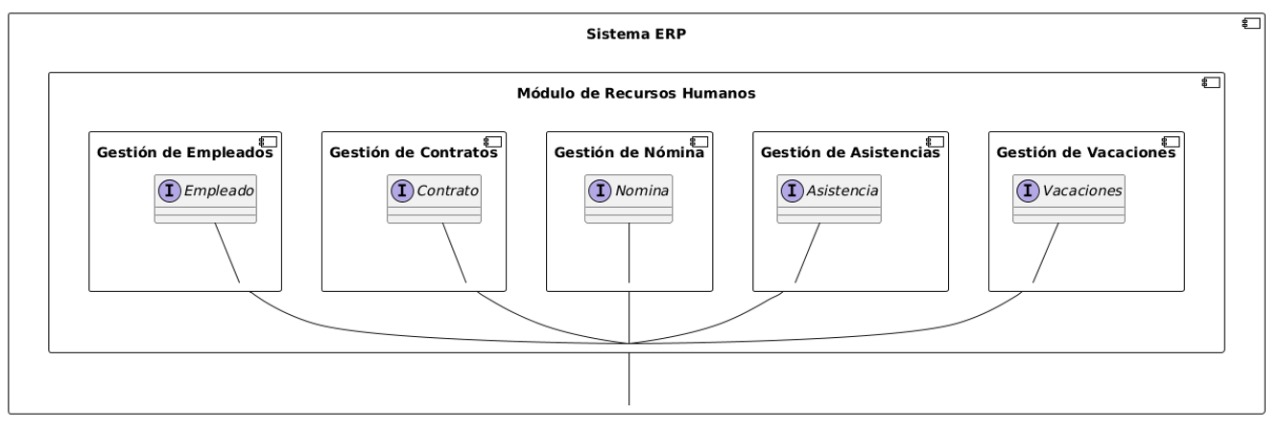 Sistema ERP
Módulo de Recursos Humanos
Gestión de Empleados
Gestión de Contratos
Gestión de Nómina
Gestión de Asistencias
Gestión de Vacaciones
I Empleado
I Contrato
I Nomina
I Asistencia
I Vacaciones